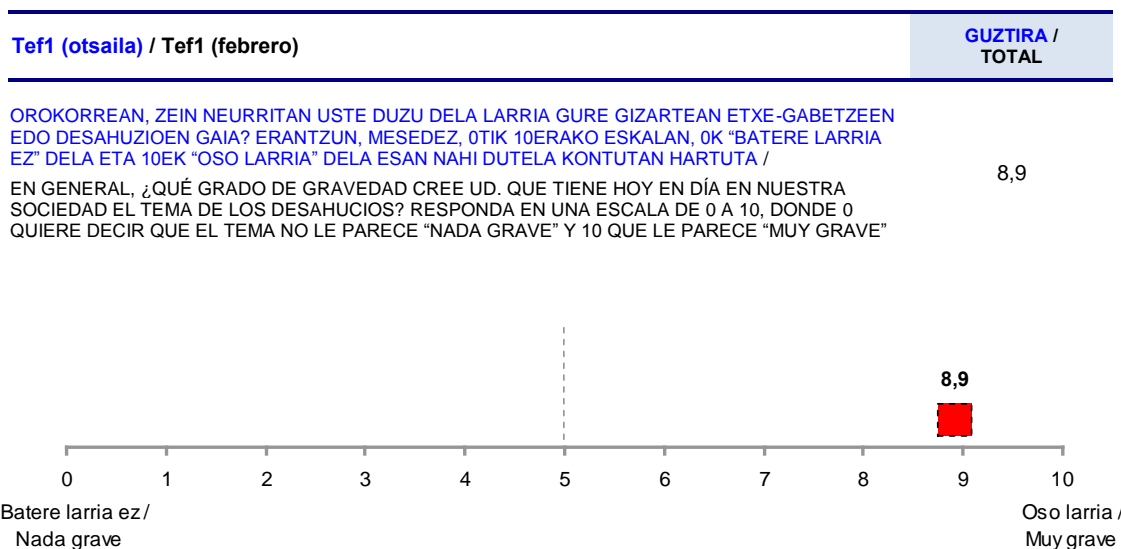 Tef1 (otsaila) / Tef1 (febrero)
GUZTIRA /
TOTAL
OROKORREAN, ZEIN NEURRITAN USTE DUZU DELA LARRIA GURE GIZARTEAN ETXE-GABETZEEN
EDO DESAHUZIOEN GAIA? ERANTZUN, MESEDEZ, 0TIK 10ERAKO ESKALAN, 0K “BATERE LARRIA
EZ” DELA ETA 10EK “OSO LARRIA” DELA ESAN NAHI DUTELA KONTUTAN HARTUTA /
EN GENERAL, ¿QUÉ GRADO DE GRAVEDAD CREE UD. QUE TIENE HOY EN DÍA EN NUESTRA
SOCIEDAD EL TEMA DE LOS DESAHUCIOS? RESPONDA EN UNA ESCALA DE 0 A 10, DONDE 0
QUIERE DECIR QUE EL TEMA NO LE PARECE “NADA GRAVE” Y 10 QUE LE PARECE “MUY GRAVE”
8,9
8,9
0 1 2 3 4 5 6 7 8 9 10
Batere larria ez /
Nada grave
Oso larria /
Muy grave